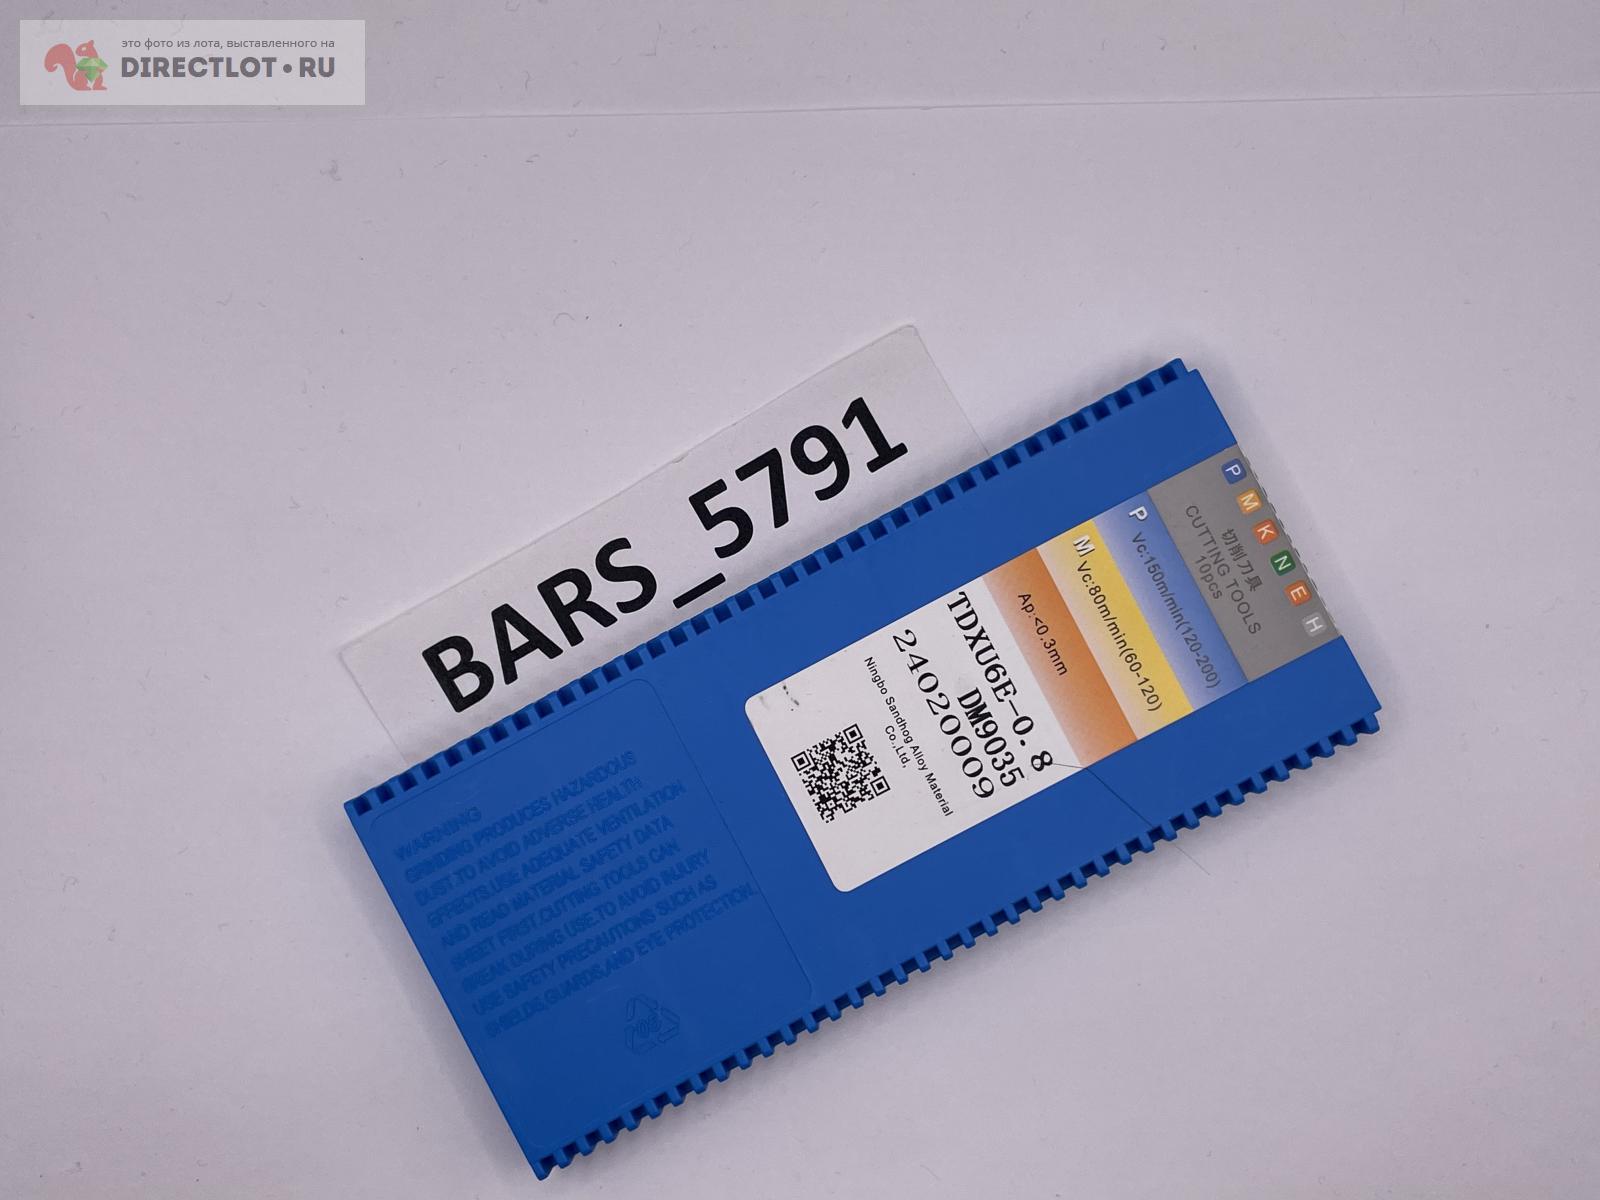 это фото из лота, выставленного на
DIRECTLOT•RU
BARS_5791
P M K N E H
切削刀具
CUTTING TOOLS
10pcs
P Vc:150m/min(120-200)
M Vc:80m/min(60-120)
Ap:<0.3mm
TDXU6E-0.8
DM9035
24020009
Ningbo Sandhog Alloy Material
Co.,Ltd,
WARNING
GRINDING PRODUCES HAZARDOUS
DUST.TO AVOID ADVERSE HEALTH
EFFECTS,USE ADEQUATE VENTILATION
AND READ MATERIAL SAFETY DATA
SHEET FIRST.CUTTING TOOLS CAN
BREAK DURING USE.TO AVOID INJURY
USE SAFETY PRECAUTIONS SUCH AS
SHIELDS,GUARDS,AND EYE PROTECTION.